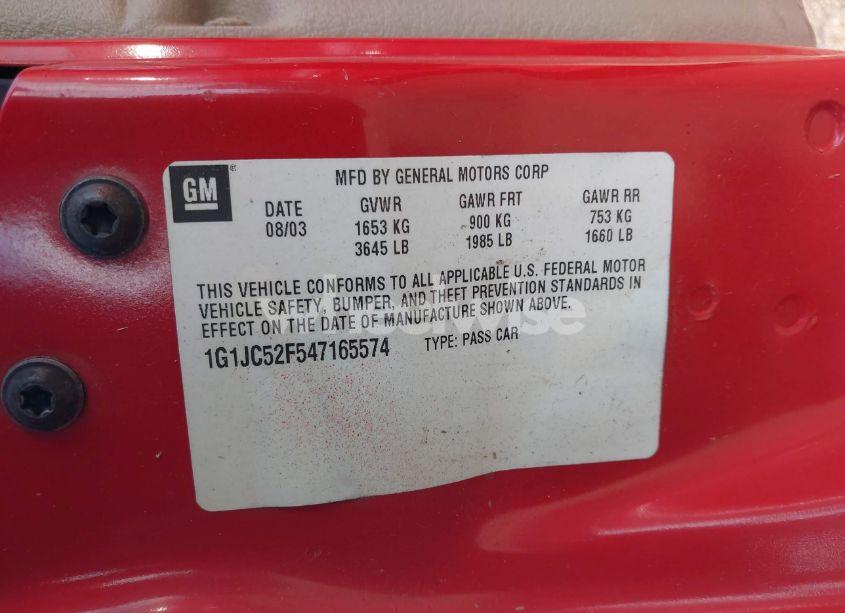 GM
MFD BY GENERAL MOTORS CORP
DATE GVWR GAWR FRT GAWR RR
08/03 1653 KG 900 KG 753 KG
3645 LB 1985 LB 1660 LB
THIS VEHICLE CONFORMS TO ALL APPLICABLE U.S. FEDERAL MOTOR
VEHICLE SAFETY, BUMPER, AND THEFT PREVENTION STANDARDS IN
EFFECT ON THE DATE OF MANUFACTURE SHOWN ABOVE.
1G1JC52F547165574 TYPE: PASS CAR